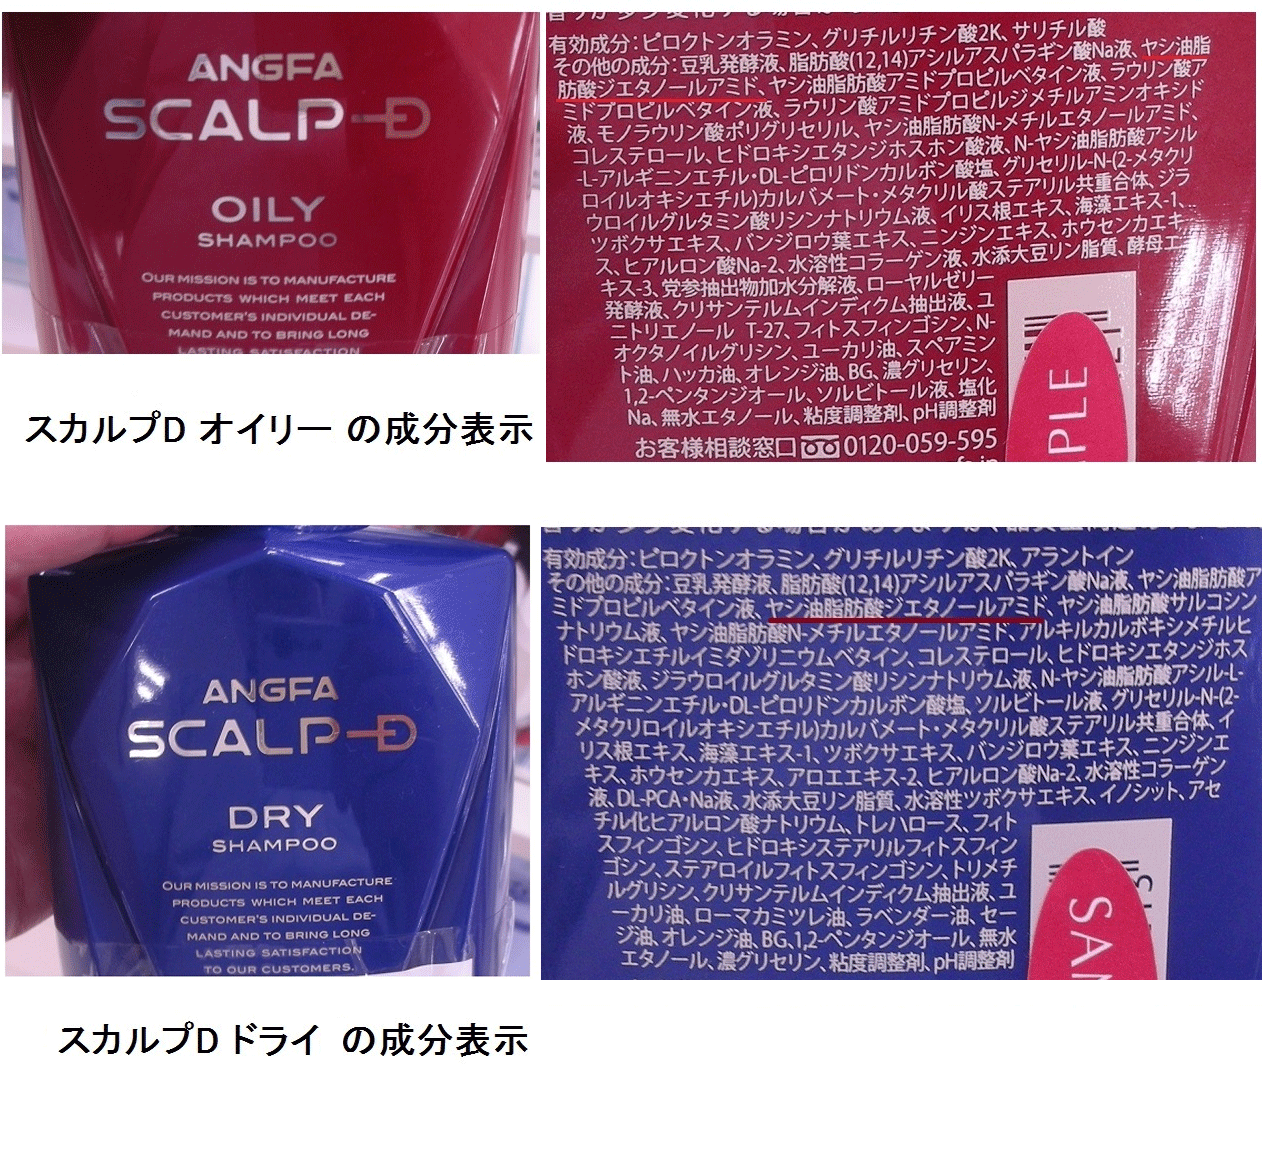 ANGFA
SCALP-D
OILY
SHAMPOO
OUR MISSION IS TO MANUFACTURE
PRODUCTS WHICH MEET EACH
CUSTOMER'S INDIVIDUAL DE-
MAND AND TO BRING LONG
LASTING SATISFACTION
有効成分:ピロクトンオラミン、グリチルリチン酸2K、サリチル酸
その他の成分:豆乳発酵液、脂肪酸(12,14)アシルアスパラギン酸Na液、ヤシ油脂
肪酸ジエタノールアミド、ヤシ油脂肪酸アミドプロピルベタイン液、ラウリン酸ア
ミドプロピルベタイン液、ラウリン酸アミドプロピルジメチルアミンオキシド
液、モノラウリン酸ポリグリセリル、ヤシ油脂肪酸N-メチルエタノールアミド、
コレステロール、ヒドロキシエタンジホスホン酸液、N-ヤシ油脂肪酸アシル
-L-アルギニンエチル・DL-ピロリドンカルボン酸塩、グリセリル-N-(2-メタクリ
ロイルオキシエチル)カルバメート・メタクリル酸ステアリル共重合体、ジラ
ウロイルグルタミン酸リシンナトリウム液、イリス根エキス、海藻エキス-1、
ツボクサエキス、バンジロウ葉エキス、ニンジンエキス、ホウセンカエキ
ス、ヒアルロン酸Na-2、水溶性コラーゲン液、水添大豆リン脂質、酵母エ
キス-3、党参抽出物加水分解液、ローヤルゼリー
発酵液、クリサンテルムインディクム抽出液、ユ
ニトリエノール T-27、フィトスフィンゴシン、N-
オクタノイルグリシン、ユーカリ油、スペアミン
ト油、ハッカ油、オレンジ油、BG、濃グリセリン、
1,2-ペンタンジオール、ソルビトール液、塩化
Na、無水エタノール、粘度調整剤、pH調整剤
お客様相談窓口 0120-059-595
PLE
スカルプD オイリー の成分表示
ANGFA
SCALP-D
DRY
SHAMPOO
OUR MISSION IS TO MANUFACTURE
PRODUCTS WHICH MEET EACH
CUSTOMER'S INDIVIDUAL DE-
MAND AND TO BRING LONG
LASTING SATISFACTION
TO OUR CUSTOMERS.
有効成分:ピロクトンオラミン、グリチルリチン酸2K、アラントイン
その他の成分:豆乳発酵液、脂肪酸(12,14)アシルアスパラギン酸Na液、ヤシ油脂肪酸ア
ミドプロピルベタイン液、ヤシ油脂肪酸ジエタノールアミド、ヤシ油脂肪酸サルコシン
ナトリウム液、ヤシ油脂肪酸N-メチルエタノールアミド、アルキルカルボキシメチルヒ
ドロキシエチルイミダゾリニウムベタイン、コレステロール、ヒドロキシエタンジホス
ホン酸液、ジラウロイルグルタミン酸リシンナトリウム液、N-ヤシ油脂肪酸アシル-L-
アルギニンエチル・DL-ピロリドンカルボン酸塩、ソルビトール液、グリセリル-N-(2-
メタクリロイルオキシエチル)カルバメート・メタクリル酸ステアリル共重合体、イ
リス根エキス、海藻エキス-1、ツボクサエキス、バンジロウ葉エキス、ニンジンエ
キス、ホウセンカエキス、アロエエキス-2、ヒアルロン酸Na-2、水溶性コラーゲン
液、DL-PCA・Na液、水添大豆リン脂質、水溶性ツボクサエキス、イノシット、アセ
チル化ヒアルロン酸ナトリウム、トレハロース、フィト
スフィンゴシン、ヒドロキシステアリルフィトスフィン
ゴシン、ステアロイルフィトスフィンゴシン、トリメチ
ルグリシン、クリサンテルムインディクム抽出液、ユ
ーカリ油、ローマカミツレ油、ラベンダー油、セー
ジ油、オレンジ油、BG、1,2-ペンタンジオール、無水
エタノール、濃グリセリン、粘度調整剤、pH調整剤
SAM
スカルプD ドライ の成分表示